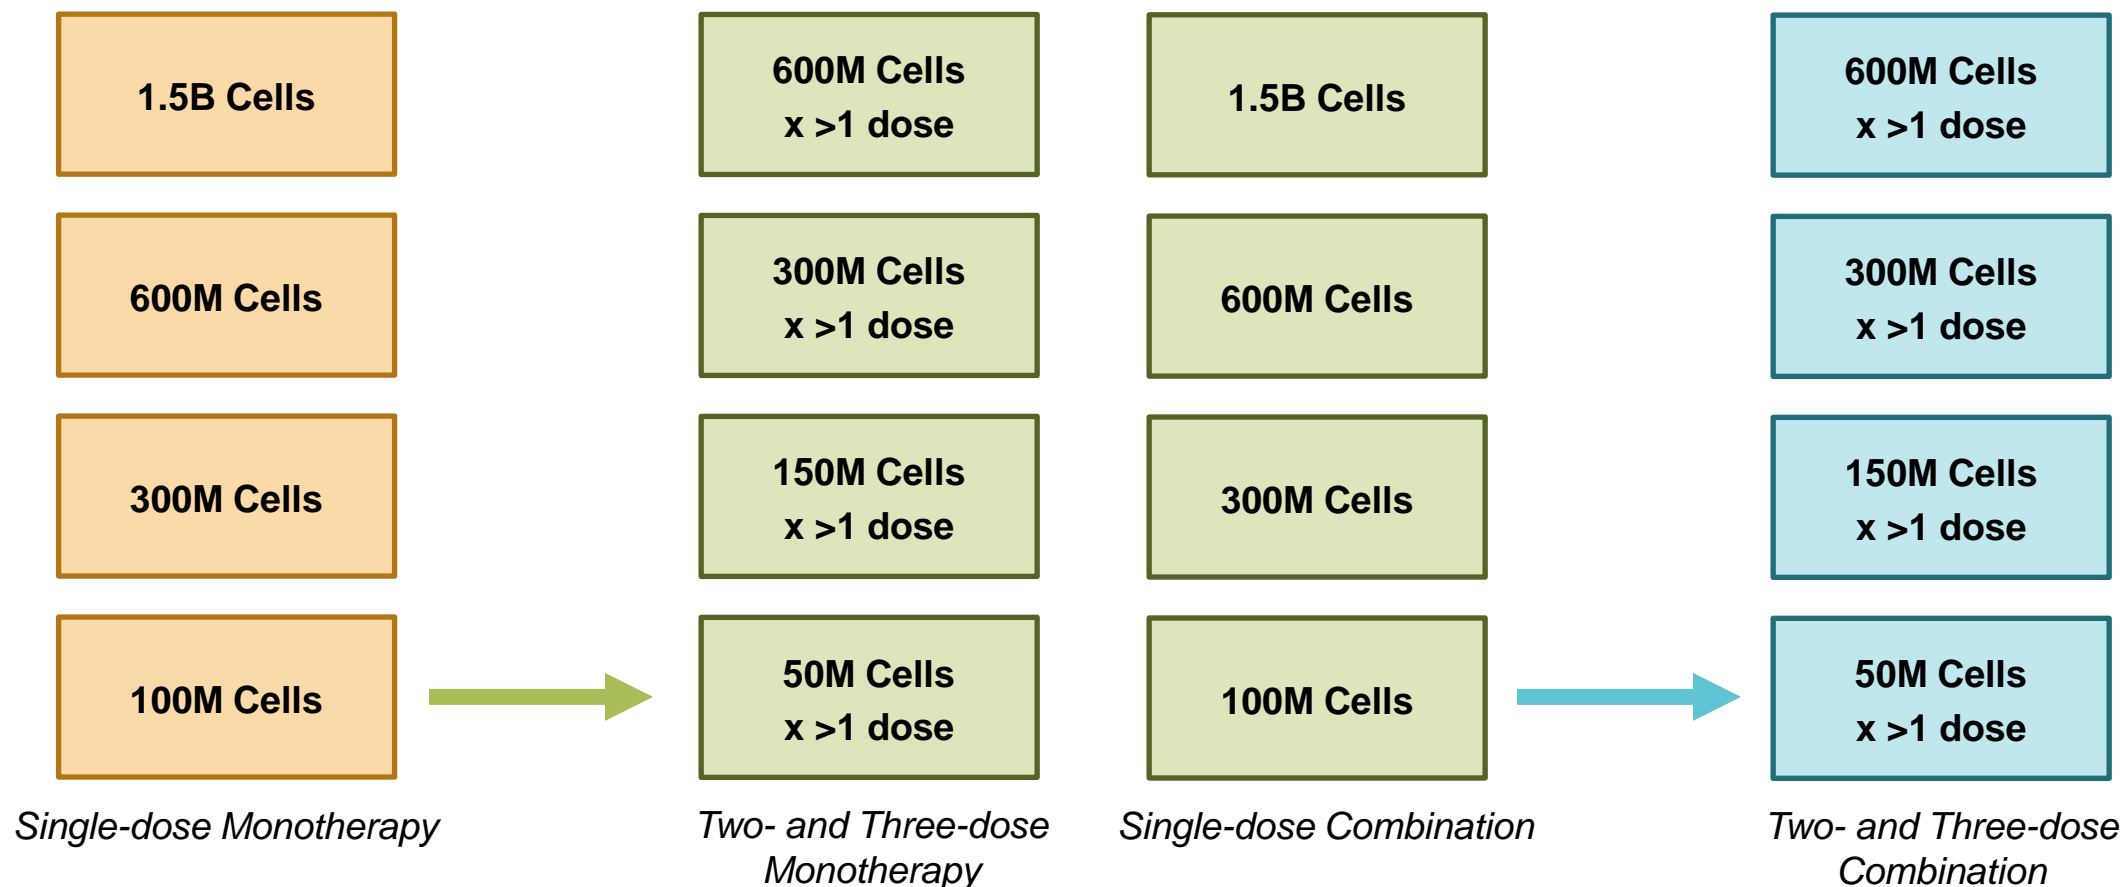 1.5B Cells
600M Cells
300M Cells
100M Cells
Single-dose Monotherapy
600M Cells
x >1 dose
300M Cells
x >1 dose
150M Cells
x >1 dose
50M Cells
x >1 dose
Two- and Three-dose
Monotherapy
1.5B Cells
600M Cells
300M Cells
100M Cells
Single-dose Combination
600M Cells
x >1 dose
300M Cells
x >1 dose
150M Cells
x >1 dose
50M Cells
x >1 dose
Two- and Three-dose
Combination